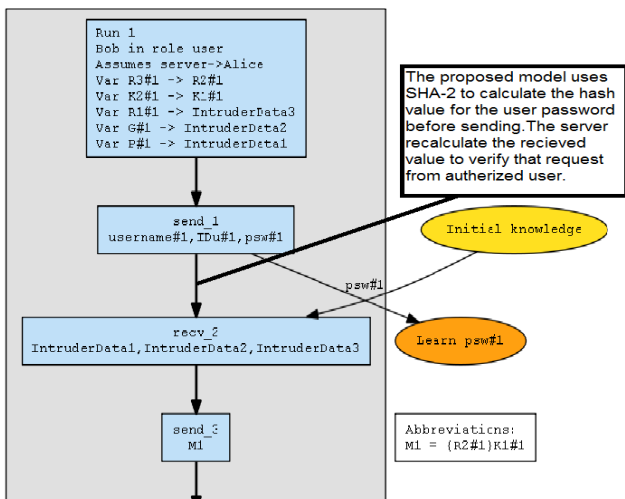 Run 1
Bob in role user
Assumes server->Alice
Var R3#1 -> R2#1
Var K2#1 -> K1#1
Var R1#1 -> IntruderData3
Var G#1 -> IntruderData2
Var P#1 -> IntruderData1
The proposed model uses
SHA-2 to calculate the hash
value for the user password
before sending.The server
recalculate the recieved
value to verify that request
from autherized user.
send_1
username#1,IDu#1,psw#1
Initial knowledge
psw#1
recv_2
IntruderData1,IntruderData2,IntruderData3
Learn psw#1
send_3
M1
Abbreviations:
M1 = {R2#1}K1#1